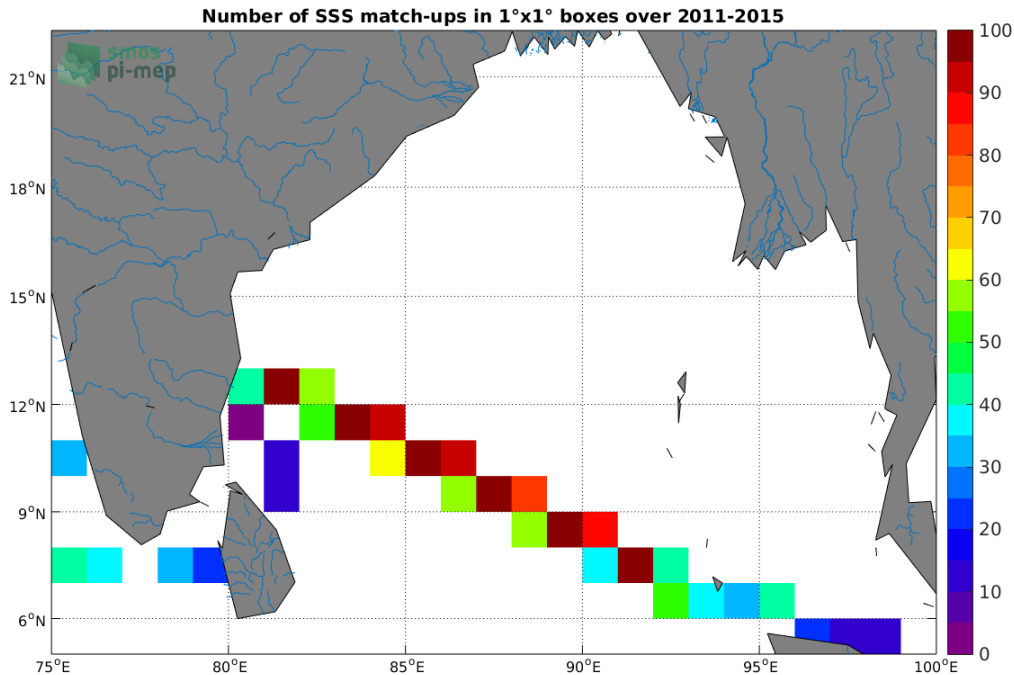 Number of SSS match-ups in 1°x1° boxes over 2011-2015
smos
pi-mep
21°N
18°N
15°N
12°N
9°N
6°N
75°E
80°E
85°E
90°E
95°E
100°E
100
90
80
70
60
50
40
30
20
10
0